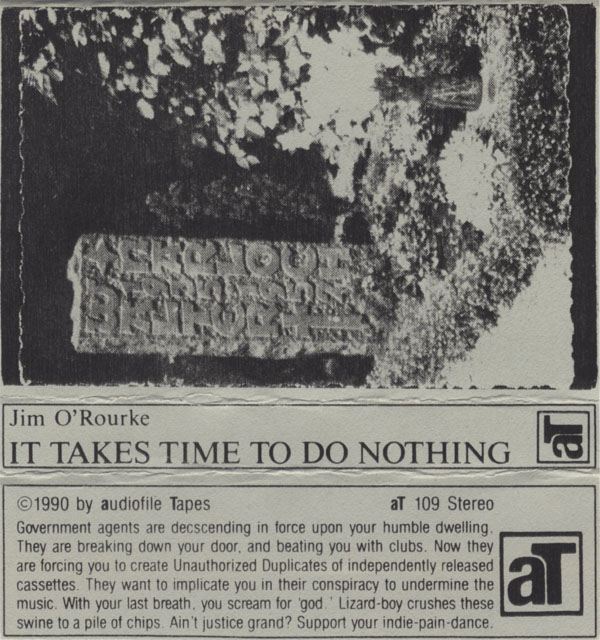 Jim O'Rourke
IT TAKES TIME TO DO NOTHING
aT
©1990 by audiofile Tapes aT 109 Stereo
Government agents are decscending in force upon your humble dwelling.
They are breaking down your door, and beating you with clubs. Now they
are forcing you to create Unauthorized Duplicates of independently released
cassettes. They want to implicate you in their conspiracy to undermine the
music. With your last breath, you scream for 'god.' Lizard-boy crushes these
swine to a pile of chips. Ain't justice grand? Support your indie-pain-dance.
aT